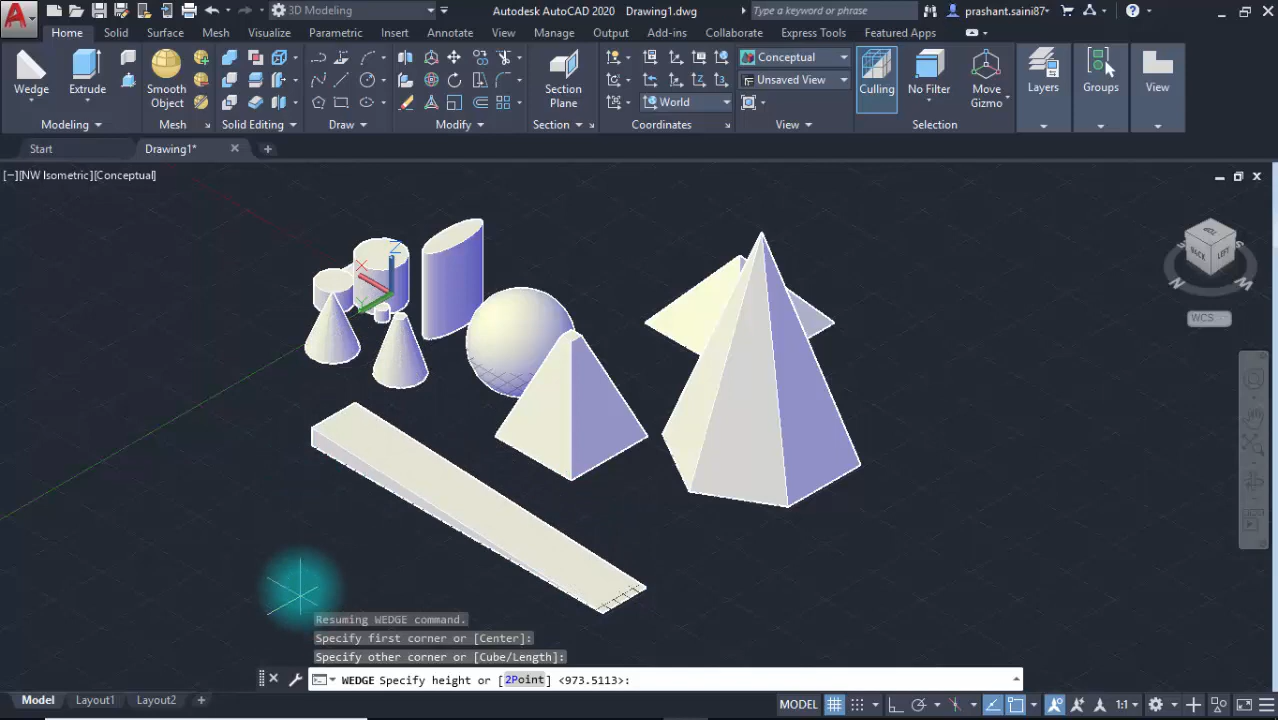 A 3D Modeling Autodesk AutoCAD 2020 Drawing1.dwg Type a keyword or phrase prashant.saini87 ?
Home Solid Surface Mesh Visualize Parametric Insert Annotate View Manage Output Add-ins Collaborate Express Tools Featured Apps
Conceptual
Unsaved View
World
Wedge Extrude Smooth Object Section Plane Culling No Filter Move Gizmo Layers Groups View
Modeling Mesh Solid Editing Draw Modify Section Coordinates View Selection
Start Drawing1* +
[−][NW Isometric][Conceptual]
TOP
BACK LEFT
N W
WCS
Z
X
Y
Resuming WEDGE command.
Specify first corner or [Center]:
Specify other corner or [Cube/Length]:
WEDGE Specify height or [2Point] <973.5113>:
Model Layout1 Layout2 + MODEL 1:1